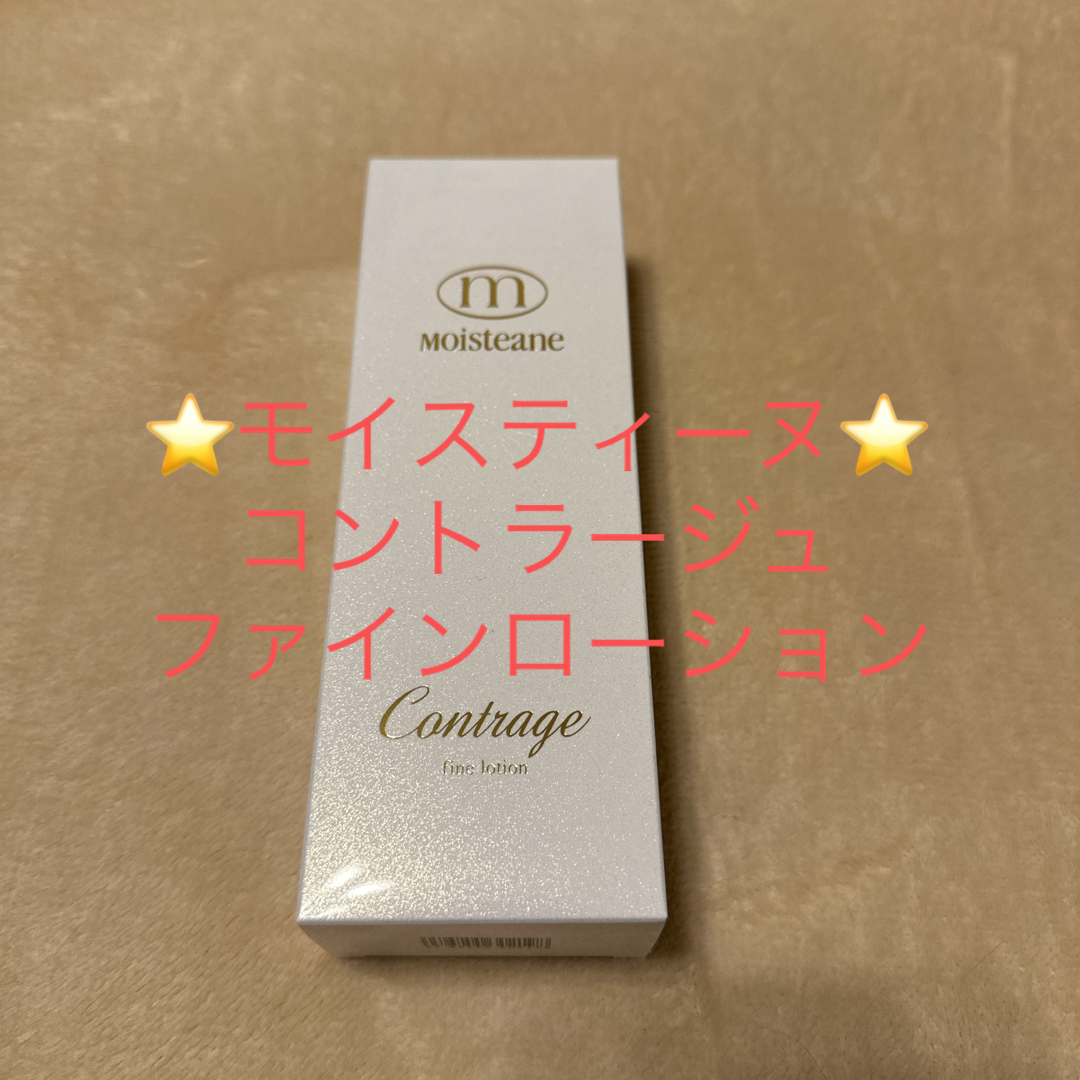 m
Moisteane
⭐モイスティーヌ⭐
コントラージュ
ファインローション
Contrage
fine lotion